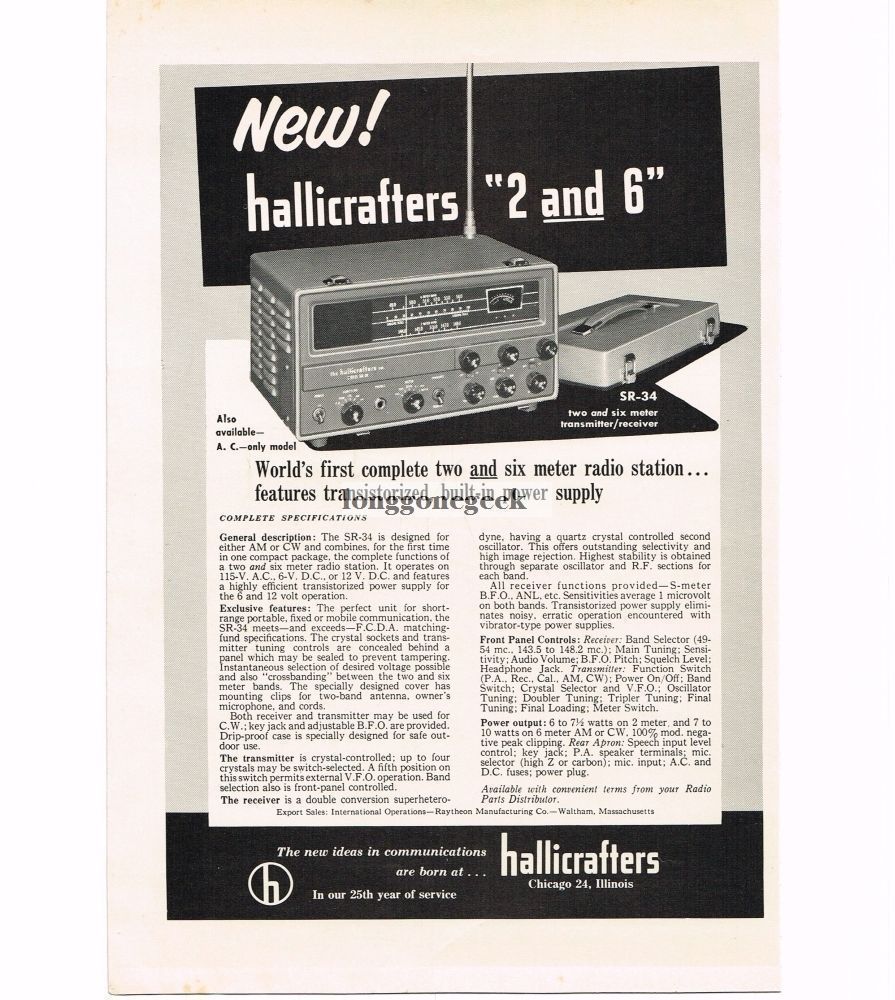 New!
hallicrafters "2 and 6"
the hallicrafters co.
SR-34
two and six meter
transmitter/receiver
Also
available—
A. C.—only model
World's first complete two and six meter radio station...
features transistorized, built-in power supply
longgonegeek
COMPLETE SPECIFICATIONS
General description: The SR-34 is designed for
either AM or CW and combines, for the first time
in one compact package, the complete functions of
a two and six meter radio station. It operates on
115-V. A.C., 6-V. D.C., or 12 V. D.C. and features
a highly efficient transistorized power supply for
the 6 and 12 volt operation.
Exclusive features: The perfect unit for short-
range portable, fixed or mobile communication, the
SR-34 meets—and exceeds—F.C.D.A. matching-
fund specifications. The crystal sockets and trans-
mitter tuning controls are concealed behind a
panel which may be sealed to prevent tampering.
Instantaneous selection of desired voltage possible
and also "crossbanding" between the two and six
meter bands. The specially designed cover has
mounting clips for two-band antenna, owner's
microphone, and cords.
Both receiver and transmitter may be used for
C.W.; key jack and adjustable B.F.O. are provided.
Drip-proof case is specially designed for safe out-
door use.
The transmitter is crystal-controlled; up to four
crystals may be switch-selected. A fifth position on
this switch permits external V.F.O. operation. Band
selection also is front-panel controlled.
The receiver is a double conversion superhetero-
dyne, having a quartz crystal controlled second
oscillator. This offers outstanding selectivity and
high image rejection. Highest stability is obtained
through separate oscillator and R.F. sections for
each band.
All receiver functions provided—S-meter
B.F.O., ANL, etc. Sensitivities average 1 microvolt
on both bands. Transistorized power supply elimi-
nates noisy, erratic operation encountered with
vibrator-type power supplies.
Front Panel Controls: Receiver: Band Selector (49-
54 mc., 143.5 to 148.2 mc.); Main Tuning; Sensi-
tivity; Audio Volume; B.F.O. Pitch; Squelch Level;
Headphone Jack. Transmitter: Function Switch
(P.A., Rec., Cal., AM, CW); Power On/Off; Band
Switch; Crystal Selector and V.F.O.; Oscillator
Tuning; Doubler Tuning; Tripler Tuning; Final
Tuning; Final Loading; Meter Switch.
Power output: 6 to 7½ watts on 2 meter, and 7 to
10 watts on 6 meter AM or CW, 100% mod. nega-
tive peak clipping. Rear Apron: Speech input level
control; key jack; P.A. speaker terminals; mic.
selector (high Z or carbon); mic. input; A.C. and
D.C. fuses; power plug.
Available with convenient terms from your Radio
Parts Distributor.
Export Sales: International Operations—Raytheon Manufacturing Co.—Waltham, Massachusetts
h
The new ideas in communications
are born at...
In our 25th year of service
hallicrafters
Chicago 24, Illinois